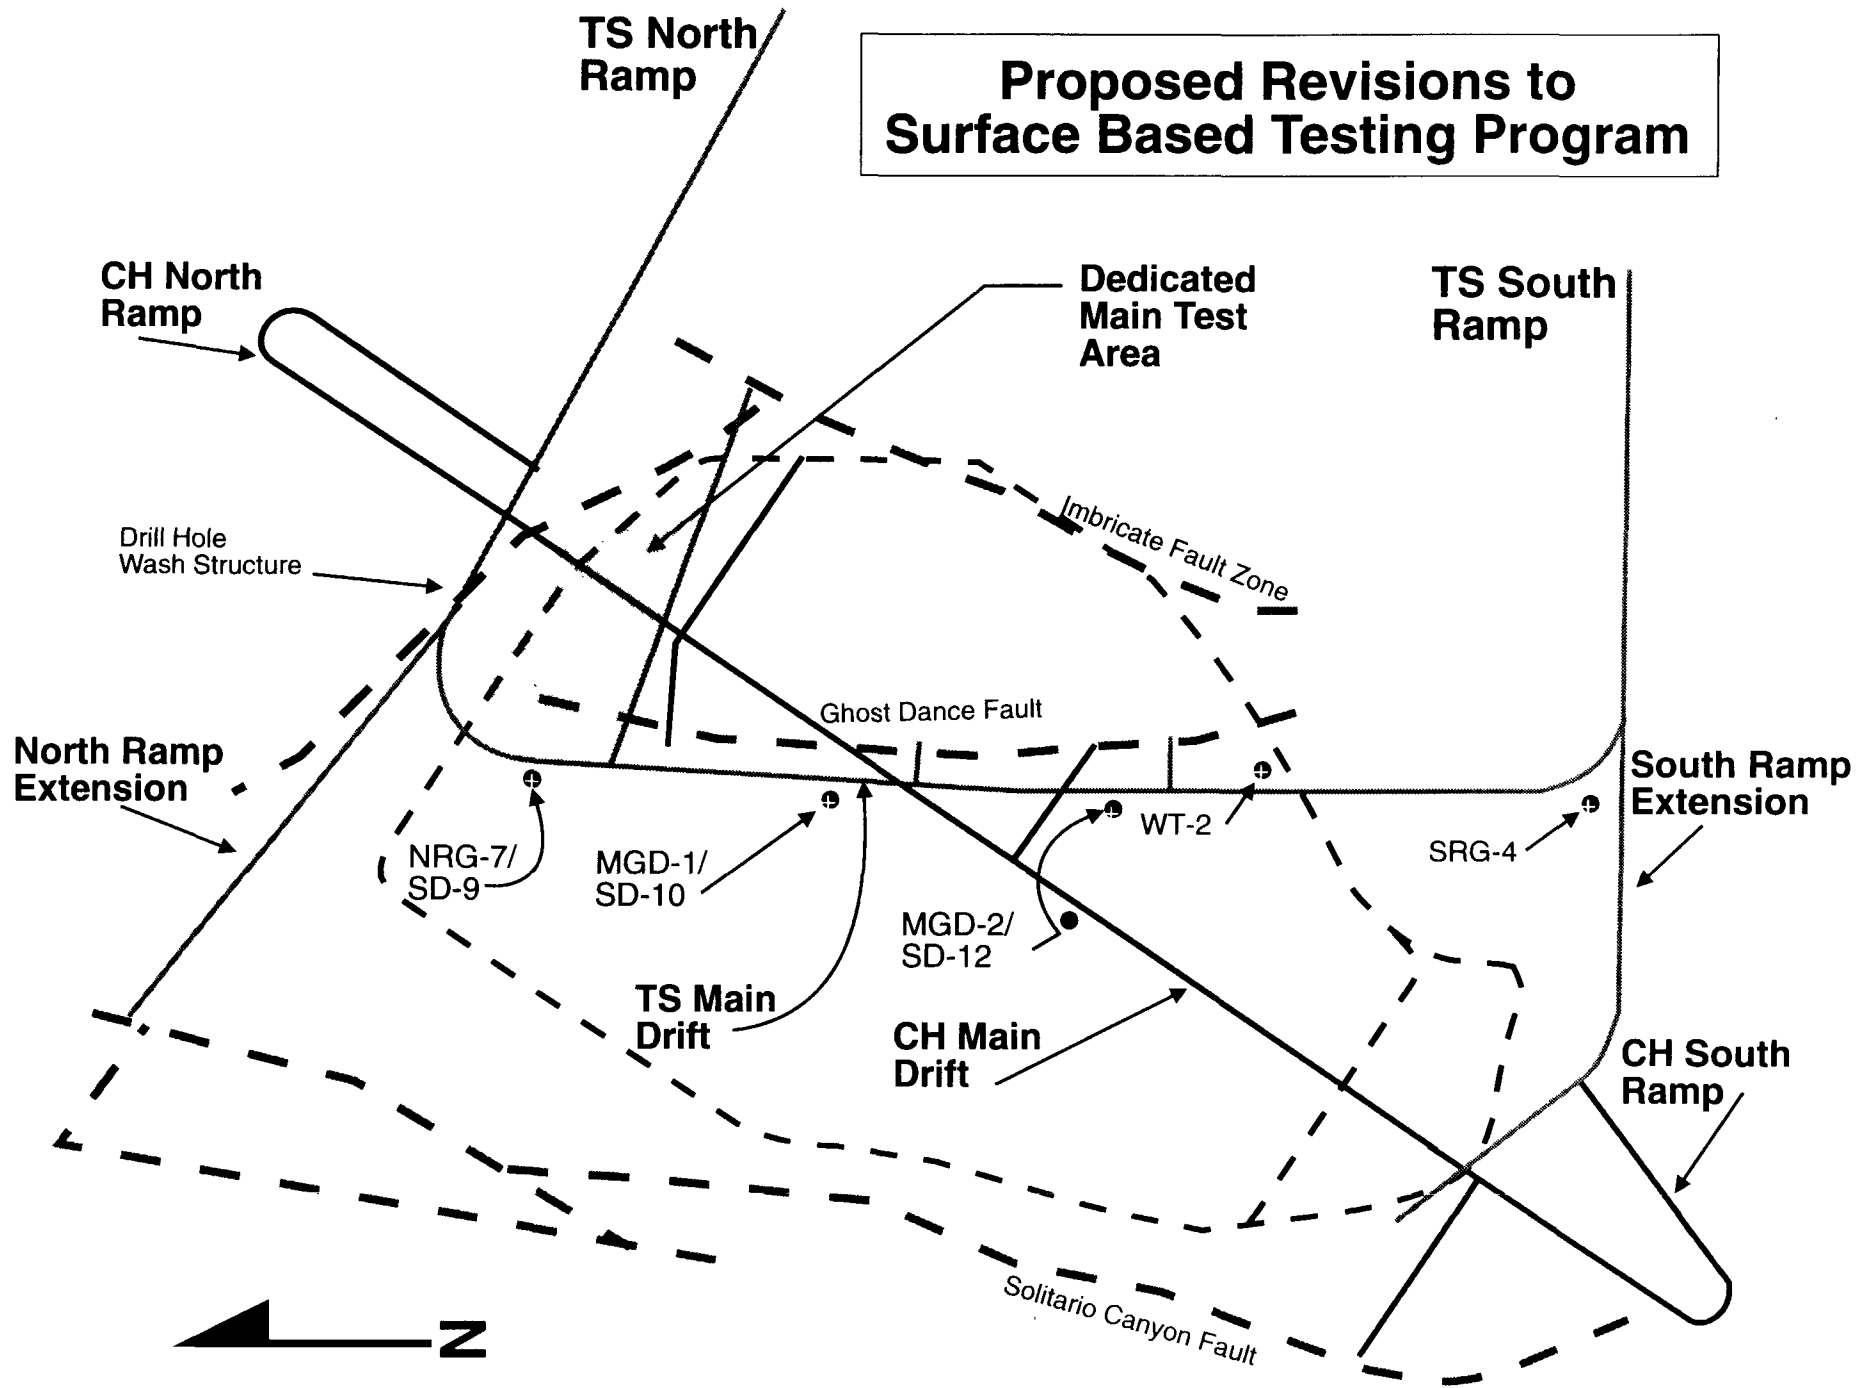 TS North
Ramp
Proposed Revisions to
Surface Based Testing Program
CH North
Ramp
Dedicated
Main Test
Area
TS South
Ramp
Imbricate Fault Zone
Drill Hole
Wash Structure
Ghost Dance Fault
North Ramp
Extension
South Ramp
Extension
NRG-7/
SD-9
MGD-1/
SD-10
WT-2
SRG-4
MGD-2/
SD-12
TS Main
Drift
CH Main
Drift
CH South
Ramp
Solitario Canyon Fault
N